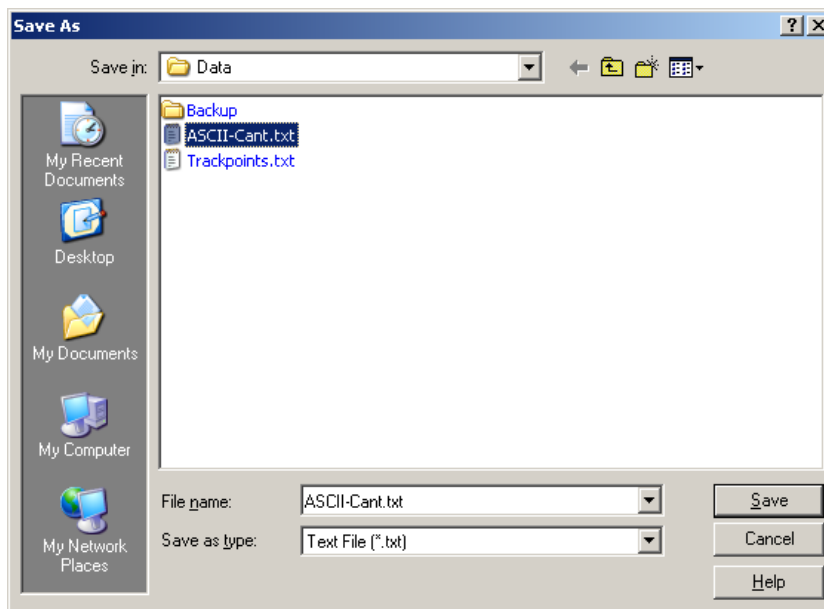 Save As
Save in: Data
Backup
ASCII-Cant.txt
Trackpoints.txt
My Recent
Documents
Desktop
My Documents
My Computer
My Network
Places
File name: ASCII-Cant.txt Save
Save as type: Text File (*.txt) Cancel
Help